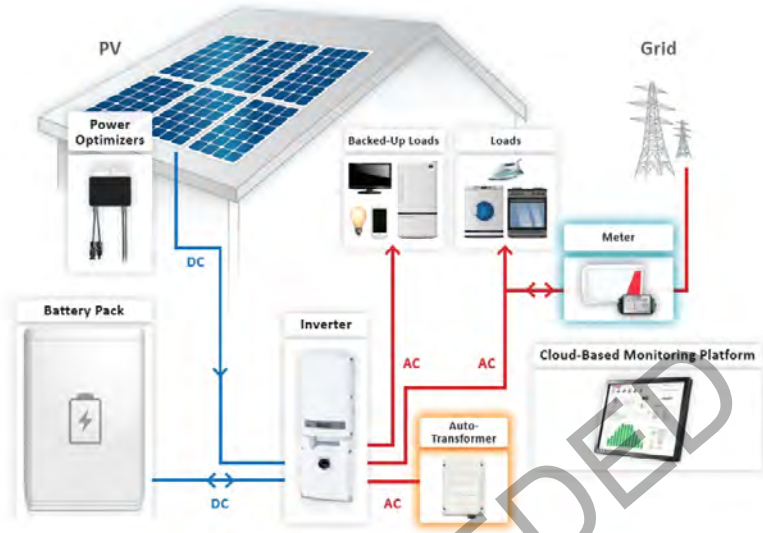 PV
Grid
Power
Optimizers
Backed-Up Loads
Loads
Meter
DC
Battery Pack
Inverter
AC
AC
Cloud-Based Monitoring Platform
Auto-
Transformer
DC
AC